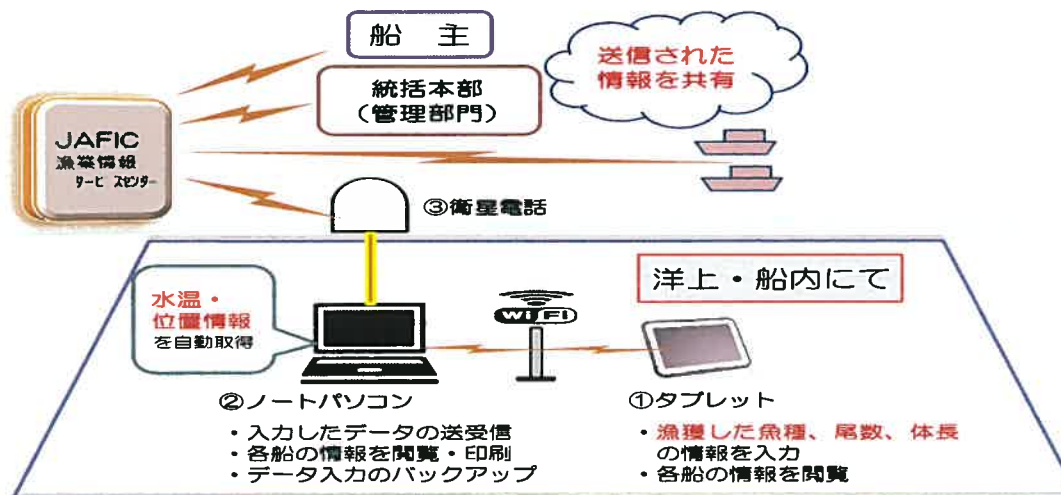 船 主
統括本部
(管理部門)
送信された
情報を共有
JAFIC
漁業情報
サービスセンター
③衛星電話
洋上・船内にて
水温・
位置情報
を自動取得
WiFi
②ノートパソコン
・入力したデータの送受信
・各船の情報を閲覧・印刷
・データ入力のバックアップ
①タブレット
・漁獲した魚種、尾数、体長
の情報を入力
・各船の情報を閲覧